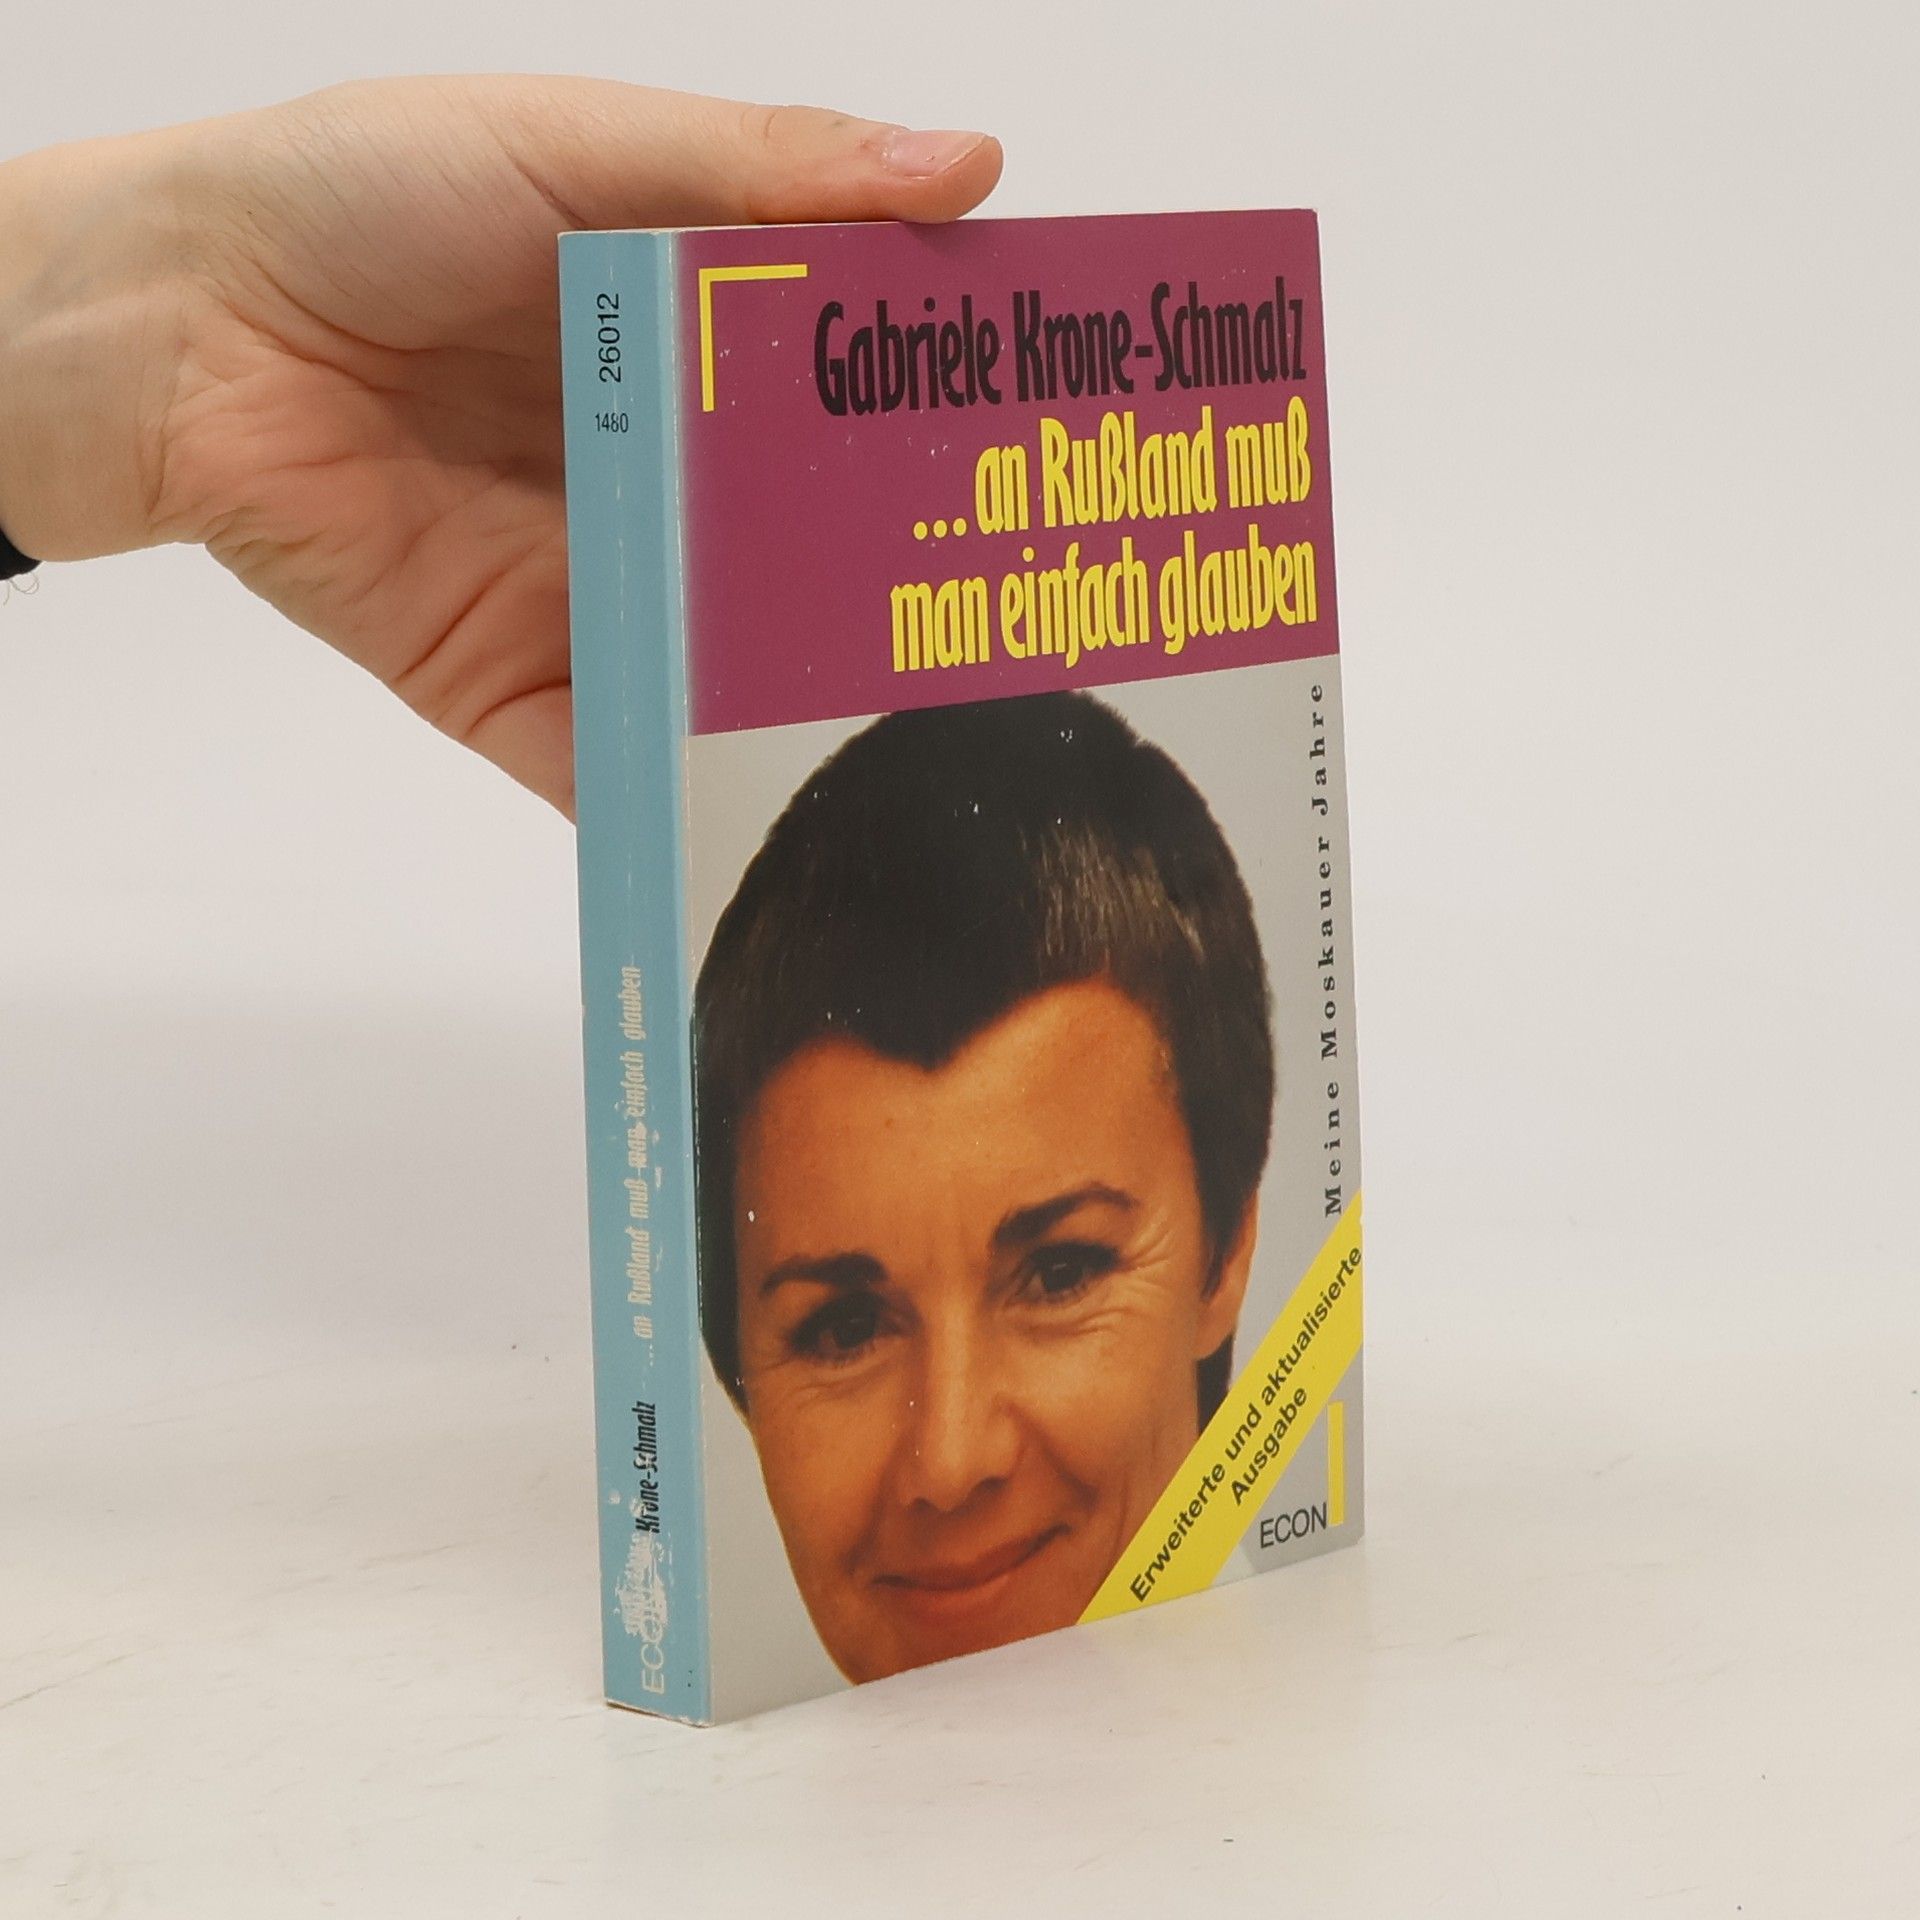 Gabriele Krone-Schmalz
...an Rußland muß
man einfach glauben
Meine Moskauer Jahre
Erweiterte und aktualisierte
Ausgabe
ECON
26012
1480
...an Rußland muß man einfach glauben
Krone-Schmalz
ECON